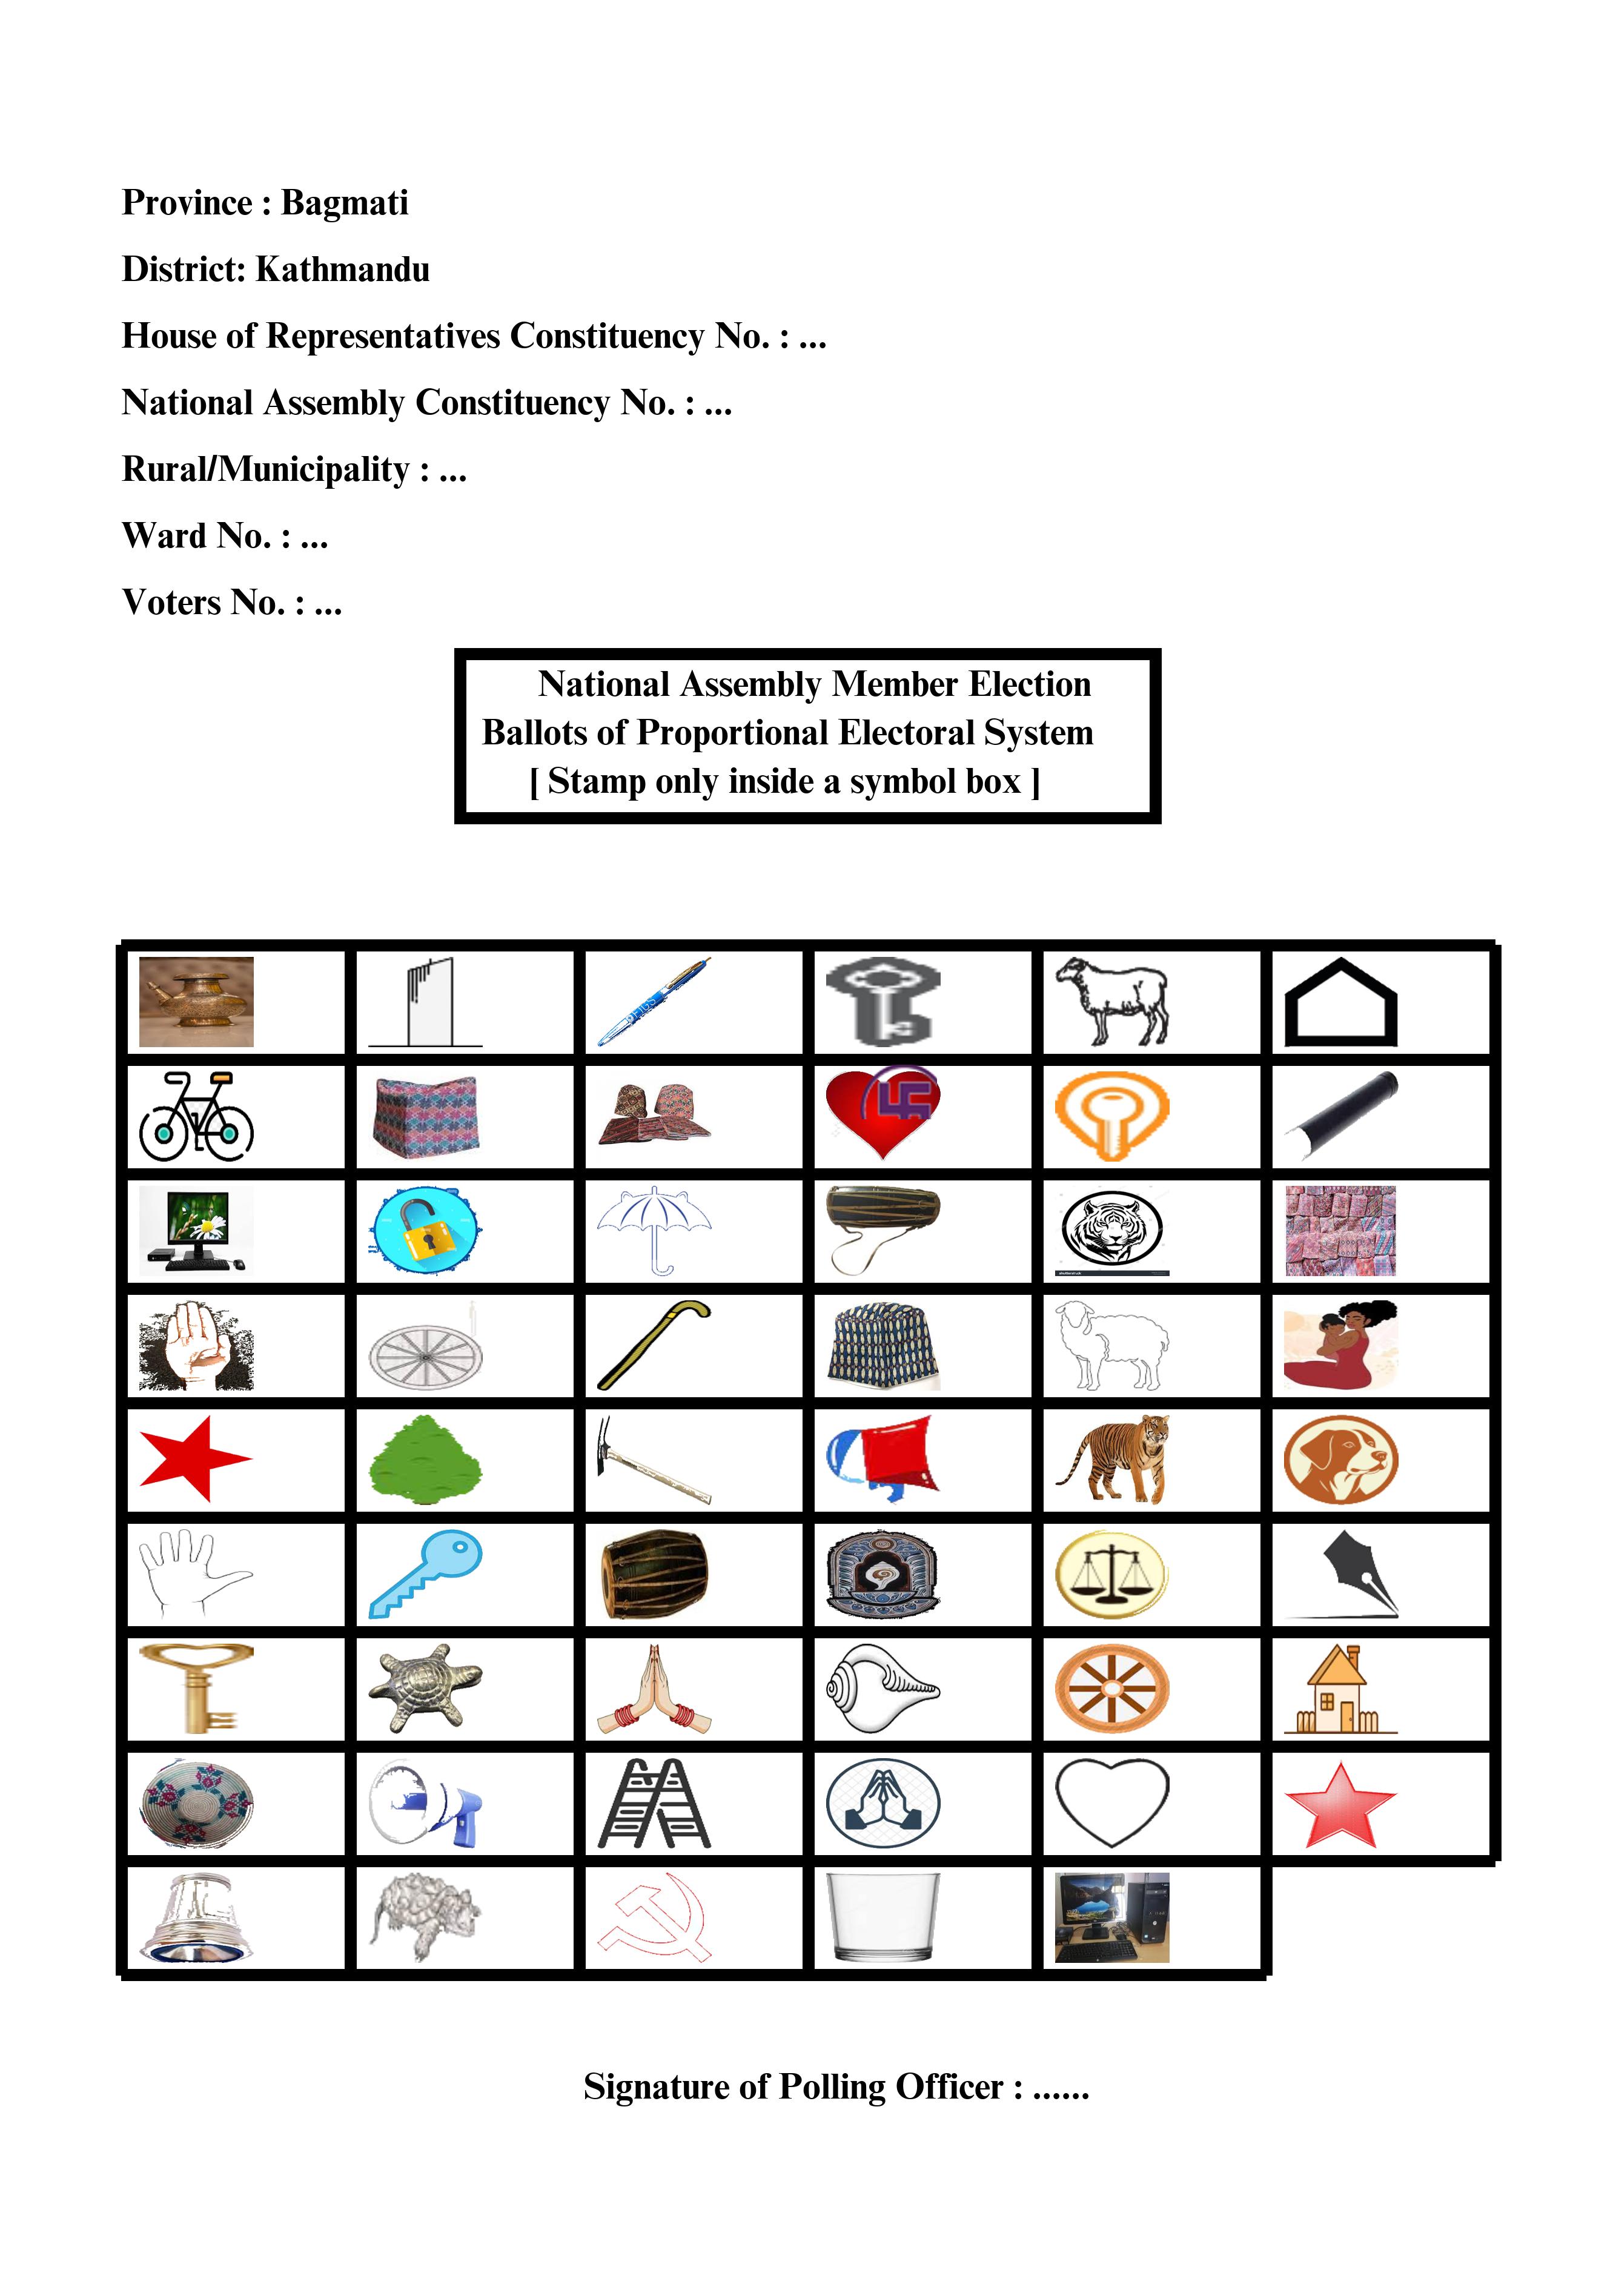 Province : Bagmati
District: Kathmandu
House of Representatives Constituency No. : ...
National Assembly Constituency No. : ...
Rural/Municipality : ...
Ward No. : ...
Voters No. : ...
National Assembly Member Election
Ballots of Proportional Electoral System
[ Stamp only inside a symbol box ]
Signature of Polling Officer : ......